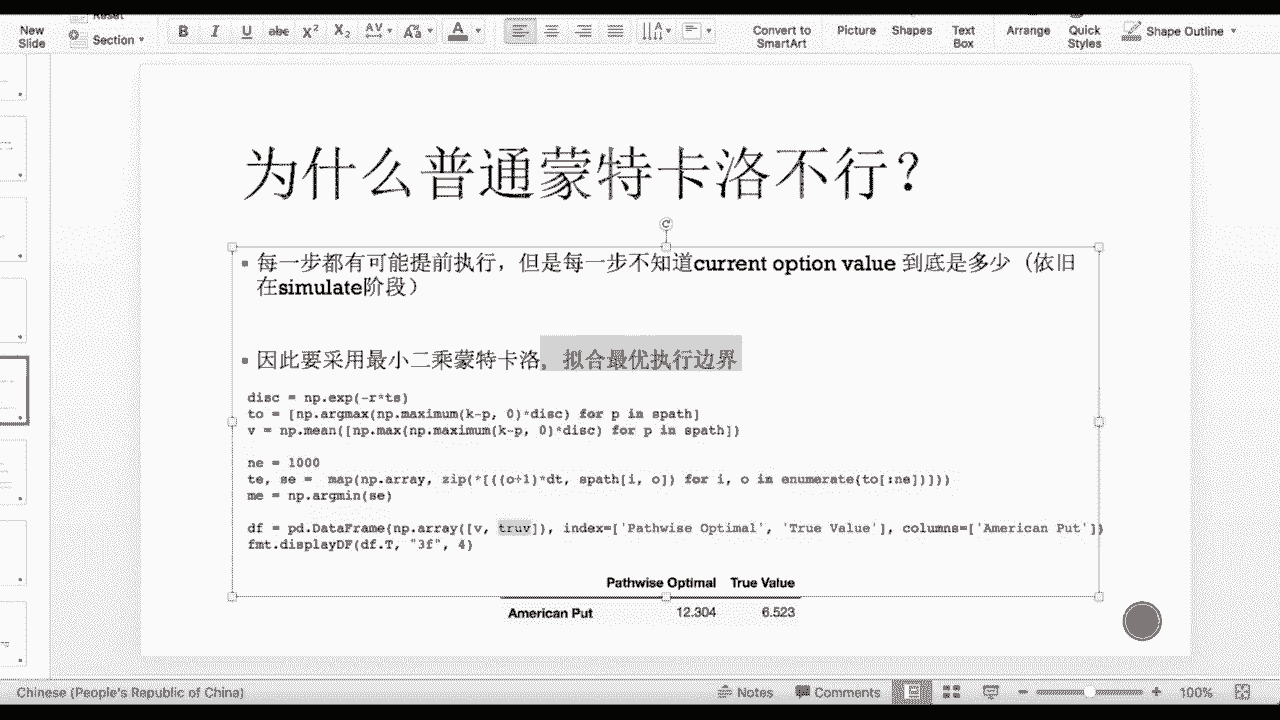 Reset
New
Slide
Section
B I U abc X² X₂ AV Aa A
Convert to
SmartArt
Picture
Shapes
Text
Box
Arrange
Quick
Styles
Shape Outline
为什么普通蒙特卡洛不行？
每一步都有可能提前执行，但是每一步不知道current option value 到底是多少（依旧
在simulate阶段）
因此要采用最小二乘蒙特卡洛，拟合最优执行边界
disc = np.exp(-r*ts)
to = [np.argmax(np.maximum(k-p, 0)*disc) for p in spath]
v = np.mean([np.max(np.maximum(k-p, 0)*disc) for p in spath])
ne = 1000
te, se =  map(np.array, zip(*[((o+1)*dt, spath[i, o]) for i, o in enumerate(to[:ne])]))
me = np.argmin(se)
df = pd.DataFrame(np.array([v, truv]), index=['Pathwise Optimal', 'True Value'], columns=['American Put'])
fmt.displayDF(df.T, "3f", 4)
Pathwise Optimal True Value
American Put 12.304 6.523
Chinese (People's Republic of China)
Notes
Comments
100%